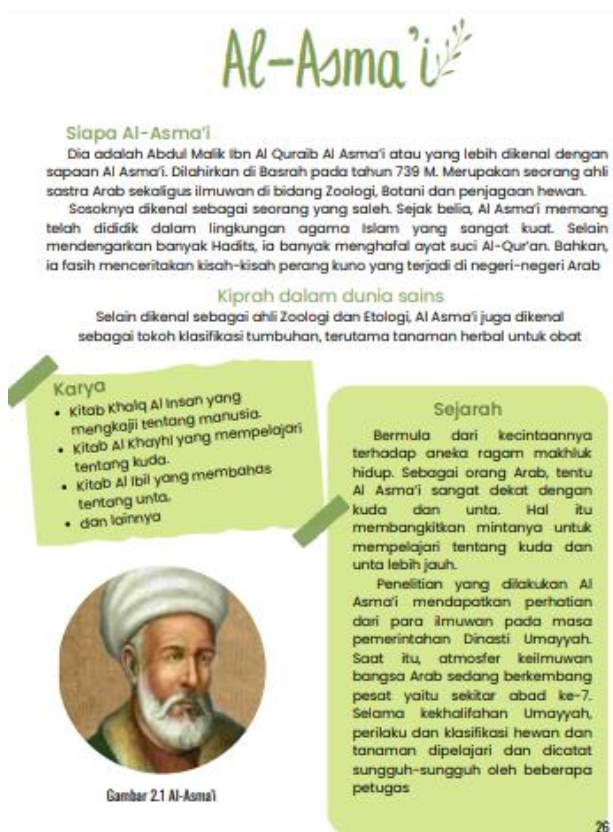 Al-Asma'i
Siapa Al-Asma'i
Dia adalah Abdul Malik Ibn Al Quraib Al Asma'i atau yang lebih dikenal dengan
sapaan Al Asma'i. Dilahirkan di Basrah pada tahun 739 M. Merupakan seorang ahli
sastra Arab sekaligus ilmuwan di bidang Zoologi, Botani dan penjagaan hewan.
Sosoknya dikenal sebagai seorang yang saleh. Sejak belia, Al Asma'i memang
telah dididik dalam lingkungan agama Islam yang sangat kuat. Selain
mendengarkan banyak Hadits, ia banyak menghafal ayat suci Al-Qur'an. Bahkan,
ia fasih menceritakan kisah-kisah perang kuno yang terjadi di negeri-negeri Arab
Kiprah dalam dunia sains
Selain dikenal sebagai ahli Zoologi dan Etologi, Al Asma'i juga dikenal
sebagai tokoh klasifikasi tumbuhan, terutama tanaman herbal untuk obat
Karya
• Kitab Khalq Al Insan yang
mengkajii tentang manusia.
• Kitab Al Khayhl yang mempelajari
tentang kuda.
• Kitab Al Ibil yang membahas
tentang unta.
• dan lainnya
Gambar 2.1 Al-Asma'i
Sejarah
Bermula dari kecintaannya
terhadap aneka ragam makhluk
hidup. Sebagai orang Arab, tentu
Al Asma'i sangat dekat dengan
kuda dan unta. Hal itu
membangkitkan mintanya untuk
mempelajari tentang kuda dan
unta lebih jauh.
Penelitian yang dilakukan Al
Asma'i mendapatkan perhatian
dari para ilmuwan pada masa
pemerintahan Dinasti Umayyah.
Saat itu, atmosfer keilmuwan
bangsa Arab sedang berkembang
pesat yaitu sekitar abad ke-7.
Selama kekhalifahan Umayyah,
perilaku dan klasifikasi hewan dan
tanaman dipelajari dan dicatat
sungguh-sungguh oleh beberapa
petugas
26